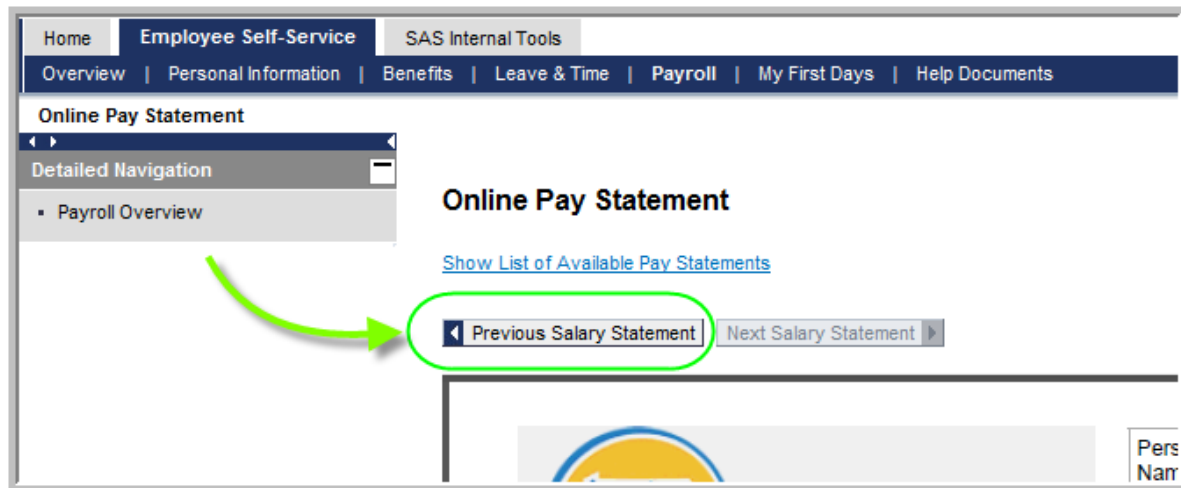 Home Employee Self-Service SAS Internal Tools
Overview | Personal Information | Benefits | Leave & Time | Payroll | My First Days | Help Documents
Online Pay Statement
Detailed Navigation
Payroll Overview
Online Pay Statement
Show List of Available Pay Statements
Previous Salary Statement Next Salary Statement
Pers
Nam